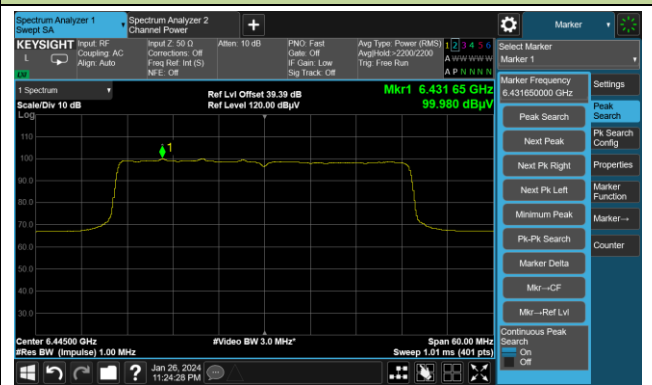 Spectrum Analyzer 1
Swept SA
Spectrum Analyzer 2
Channel Power
Marker
KEYSIGHT
L
Input: RF
Coupling: AC
Align: Auto
Input Z: 50 Ω
Corrections: Off
Freq Ref: Int (S)
NFE: Off
Atten: 10 dB
PNO: Fast
Gate: Off
IF Gain: Low
Sig Track: Off
Avg Type: Power (RMS)
Avg|Hold:>2200/2200
Trig: Free Run
1 2 3 4 5 6
A W W W W W
A P N N N N
Select Marker
Marker 1
1 Spectrum
Scale/Div 10 dB
Log
Ref Lvl Offset 39.39 dB
Ref Level 120.00 dBµV
Mkr1 6.431 65 GHz
99.980 dBµV
110
100
90.0
80.0
70.0
60.0
50.0
40.0
30.0
1
Center 6.44500 GHz
#Res BW (Impulse) 1.00 MHz
#Video BW 3.0 MHz*
Span 60.00 MHz
Sweep 1.01 ms (401 pts)
Marker Frequency
6.431650000 GHz
Peak Search
Next Peak
Next Pk Right
Next Pk Left
Minimum Peak
Pk-Pk Search
Marker Delta
Mkr→CF
Mkr→Ref Lvl
Continuous Peak
Search
On
Off
Settings
Peak
Search
Pk Search
Config
Properties
Marker
Function
Marker→
Counter
Jan 26, 2024
11:24:28 PM